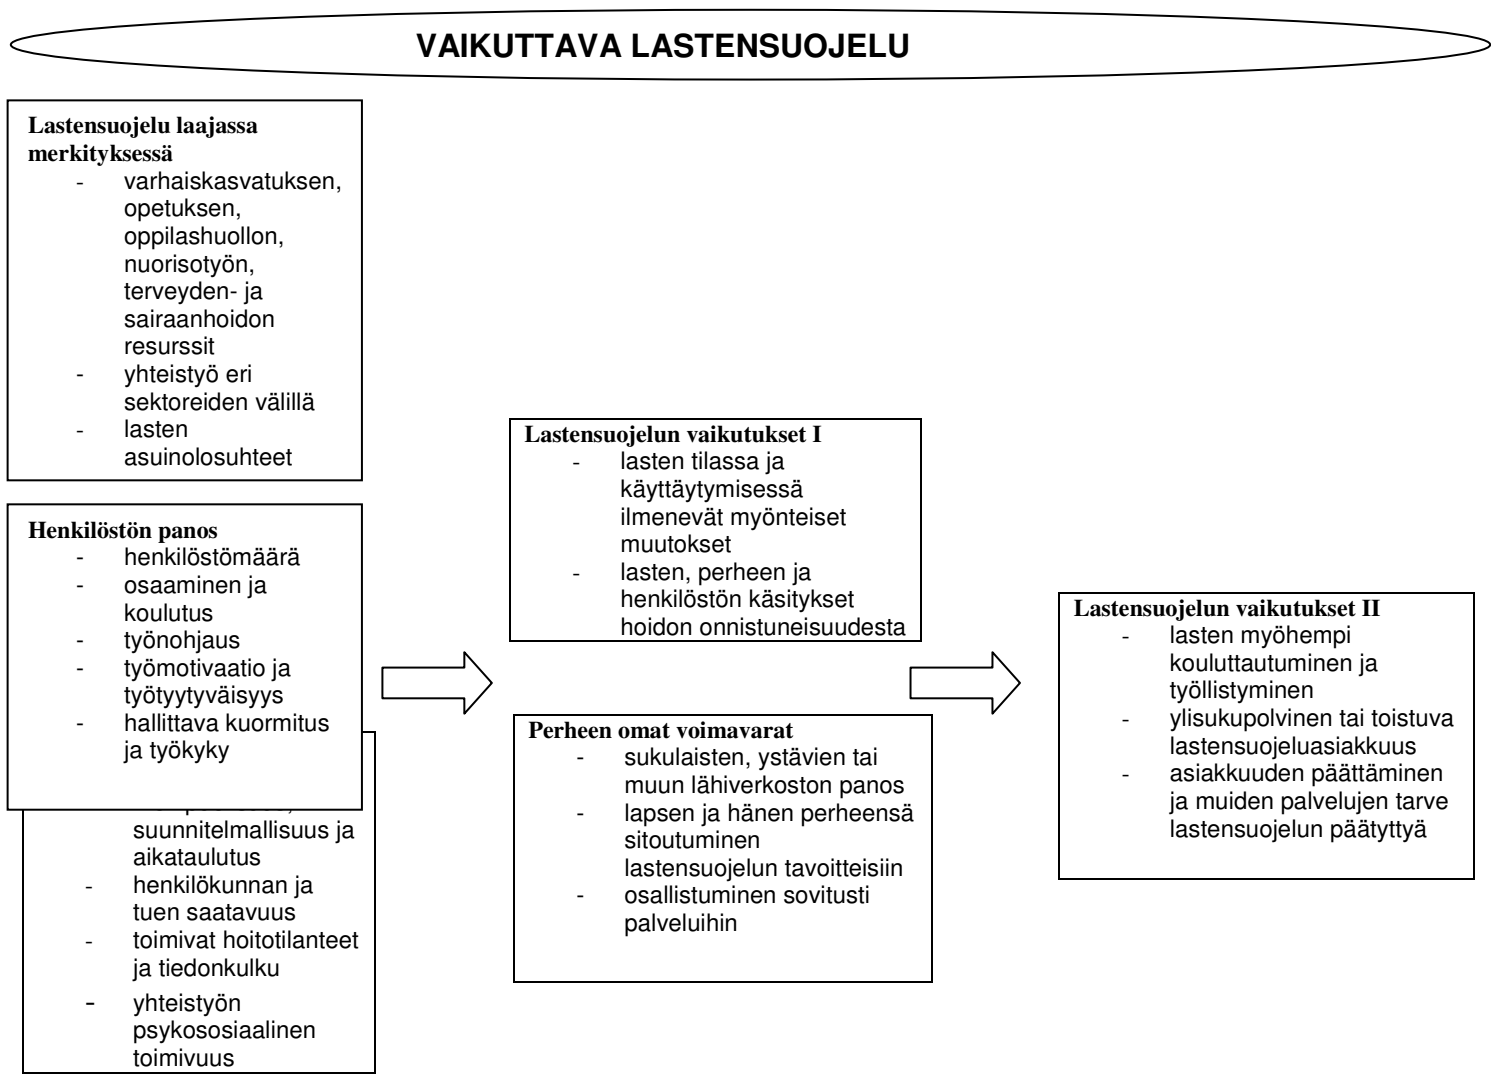 VAIKUTTAVA LASTENSUOJELU
Lastensuojelu laajassa
merkityksessä
- varhaiskasvatuksen,
opetuksen,
oppilashuollon,
nuorisotyön,
terveyden- ja
sairaanhoidon
resurssit
- yhteistyö eri
sektoreiden välillä
- lasten
asuinolosuhteet
Henkilöstön panos
- henkilöstömäärä
- osaaminen ja
koulutus
- työnohjaus
- työmotivaatio ja
työtyytyväisyys
- hallittava kuormitus
ja työkyky
suunnitelmallisuus ja
aikataulutus
- henkilökunnan ja
tuen saatavuus
- toimivat hoitotilanteet
ja tiedonkulku
- yhteistyön
psykososiaalinen
toimivuus
Lastensuojelun vaikutukset I
- lasten tilassa ja
käyttäytymisessä
ilmenevät myönteiset
muutokset
- lasten, perheen ja
henkilöstön käsitykset
hoidon onnistuneisuudesta
Perheen omat voimavarat
- sukulaisten, ystävien tai
muun lähiverkoston panos
- lapsen ja hänen perheensä
sitoutuminen
lastensuojelun tavoitteisiin
- osallistuminen sovitusti
palveluihin
Lastensuojelun vaikutukset II
- lasten myöhempi
kouluttautuminen ja
työllistyminen
- ylisukupolvinen tai toistuva
lastensuojeluasiakkuus
- asiakkuuden päättäminen
ja muiden palvelujen tarve
lastensuojelun päätyttyä